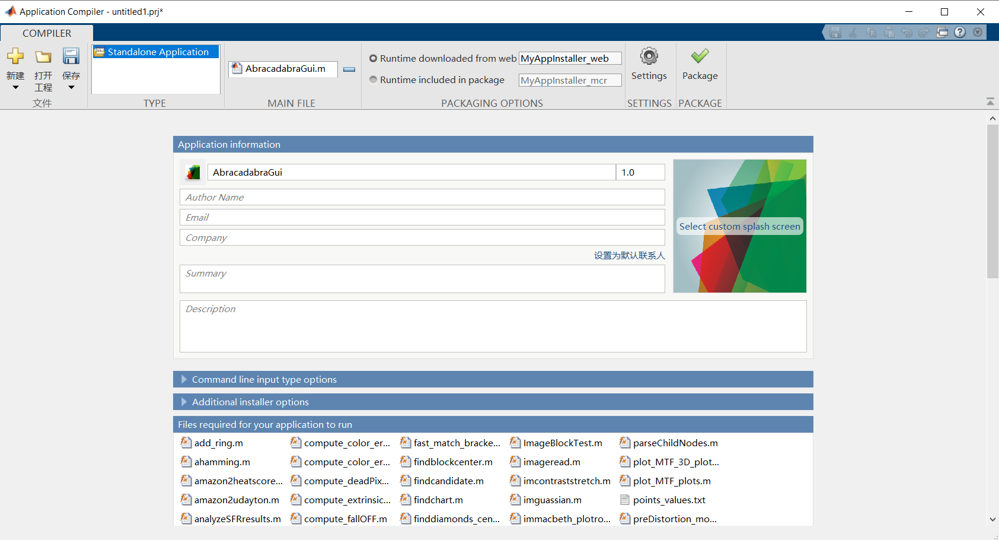 Application Compiler - untitled1.prj*
COMPILER
新建
打开
工程
保存
文件
Standalone Application
TYPE
AbracadabraGui.m
MAIN FILE
Runtime downloaded from web MyAppInstaller_web
Runtime included in package MyAppInstaller_mcr
PACKAGING OPTIONS
Settings
SETTINGS
Package
PACKAGE
Application information
AbracadabraGui 1.0
Author Name
Email
Company
设置为默认联系人
Summary
Description
Select custom splash screen
Command line input type options
Additional installer options
Files required for your application to run
add_ring.m compute_color_er... fast_match_bracke... ImageBlockTest.m parseChildNodes.m
ahamming.m compute_color_er... findblockcenter.m imageread.m plot_MTF_3D_plot...
amazon2heatscore... compute_deadPix... findcandidate.m imcontraststretch.m plot_MTF_plots.m
amazon2udayton.m compute_extrinsic... findchart.m imguassian.m points_values.txt
analyzeSFRresults.m compute_fallOFF.m finddiamonds_cen... immacbeth_plotro... preDistortion_mo...